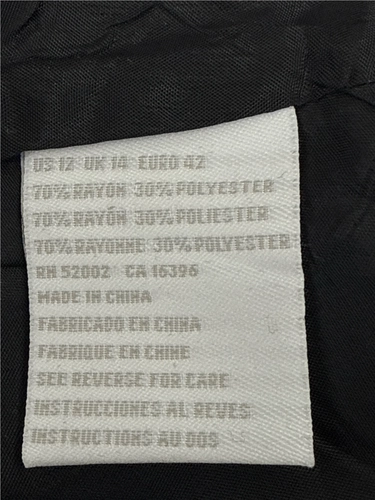 US 12 UK 14 EURO 42
70% RAYON 30% POLYESTER
70% RAYÓN 30% POLIESTER
70% RAYONNE 30% POLYESTER
RN 52002 CA 16396
MADE IN CHINA
FABRICADO EN CHINA
FABRIQUE EN CHINE
SEE REVERSE FOR CARE
INSTRUCCIONES AL REVES
INSTRUCTIONS AU DOS